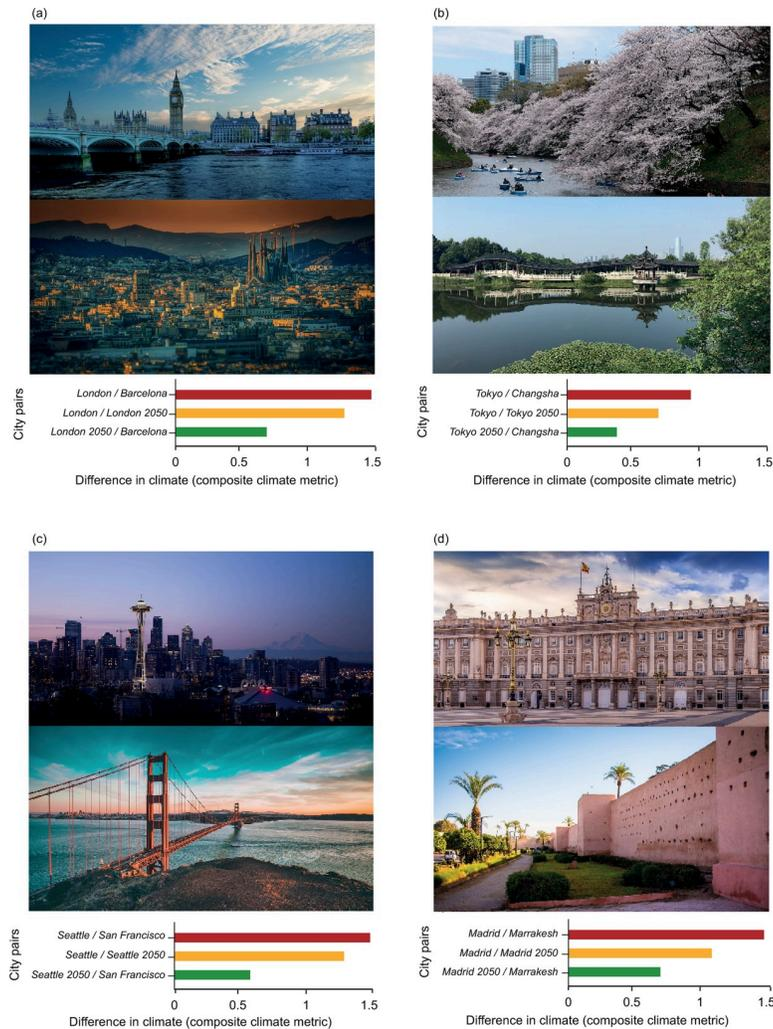 (a)
City pairs
London / Barcelona
London / London 2050
London 2050 / Barcelona
0 0.5 1 1.5
Difference in climate (composite climate metric)
(b)
City pairs
Tokyo / Changsha
Tokyo / Tokyo 2050
Tokyo 2050 / Changsha
0 0.5 1 1.5
Difference in climate (composite climate metric)
(c)
City pairs
Seattle / San Francisco
Seattle / Seattle 2050
Seattle 2050 / San Francisco
0 0.5 1 1.5
Difference in climate (composite climate metric)
(d)
City pairs
Madrid / Marrakesh
Madrid / Madrid 2050
Madrid 2050 / Marrakesh
0 0.5 1 1.5
Difference in climate (composite climate metric)